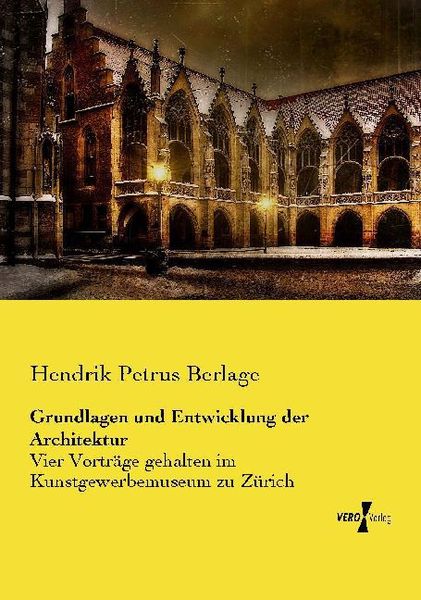 Hendrik Petrus Berlage
Grundlagen und Entwicklung der
Architektur
Vier Vorträge gehalten im
Kunstgewerbemuseum zu Zürich
VERO Verlag